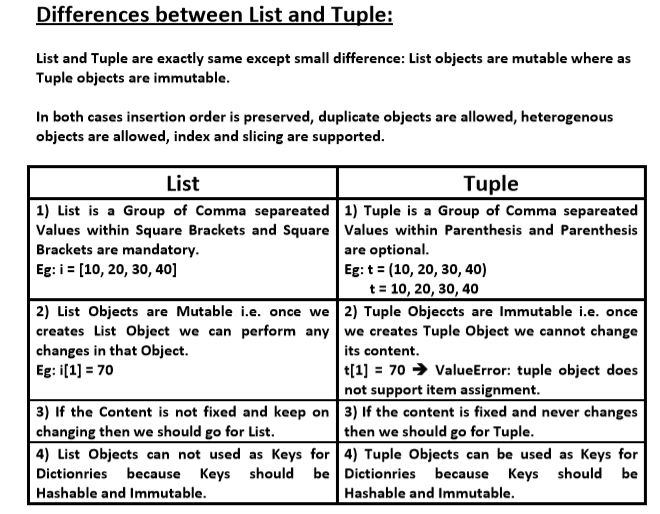 Differences between List and Tuple:
List and Tuple are exactly same except small difference: List objects are mutable where as
Tuple objects are immutable.
In both cases insertion order is preserved, duplicate objects are allowed, heterogenous
objects are allowed, index and slicing are supported.
List
Tuple
1) List is a Group of Comma separeated
Values within Square Brackets and Square
Brackets are mandatory.
Eg: i = [10, 20, 30, 40]
1) Tuple is a Group of Comma separeated
Values within Parenthesis and Parenthesis
are optional.
Eg: t = (10, 20, 30, 40)
t = 10, 20, 30, 40
2) List Objects are Mutable i.e. once we
creates List Object we can perform any
changes in that Object.
Eg: i[1] = 70
2) Tuple Objeccts are Immutable i.e. once
we creates Tuple Object we cannot change
its content.
t[1] = 70 ➔ ValueError: tuple object does
not support item assignment.
3) If the Content is not fixed and keep on
changing then we should go for List.
3) If the content is fixed and never changes
then we should go for Tuple.
4) List Objects can not used as Keys for
Dictionries because Keys should be
Hashable and Immutable.
4) Tuple Objects can be used as Keys for
Dictionries because Keys should be
Hashable and Immutable.